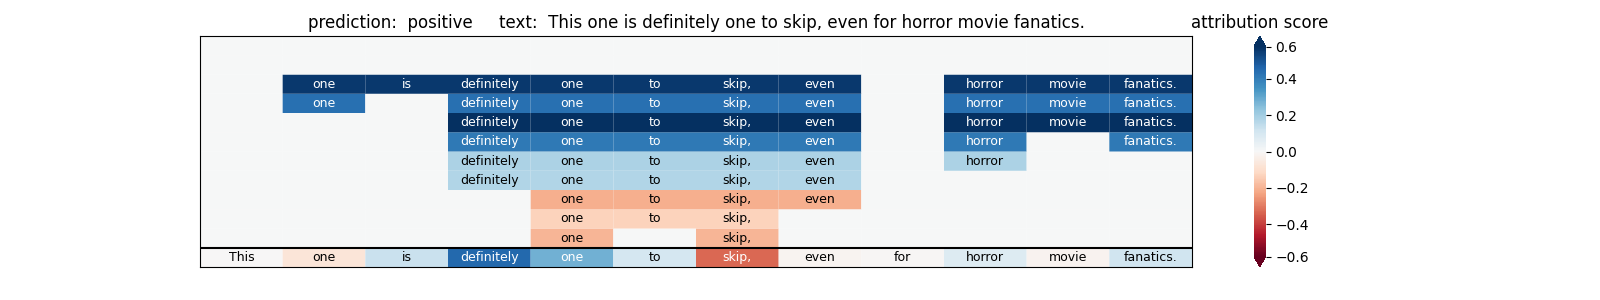 prediction: positive text: This one is definitely one to skip, even for horror movie fanatics. attribution score
0.6
one is definitely one to skip, even horror movie fanatics.
0.4
one definitely one to skip, even horror movie fanatics.
0.2
definitely one to skip, even horror movie fanatics.
definitely one to skip, even horror fanatics.
0.0
definitely one to skip, even horror
definitely one to skip, even
−0.2
one to skip, even
one to skip,
−0.4
one skip,
This one is definitely one to skip, even for horror movie fanatics.
−0.6